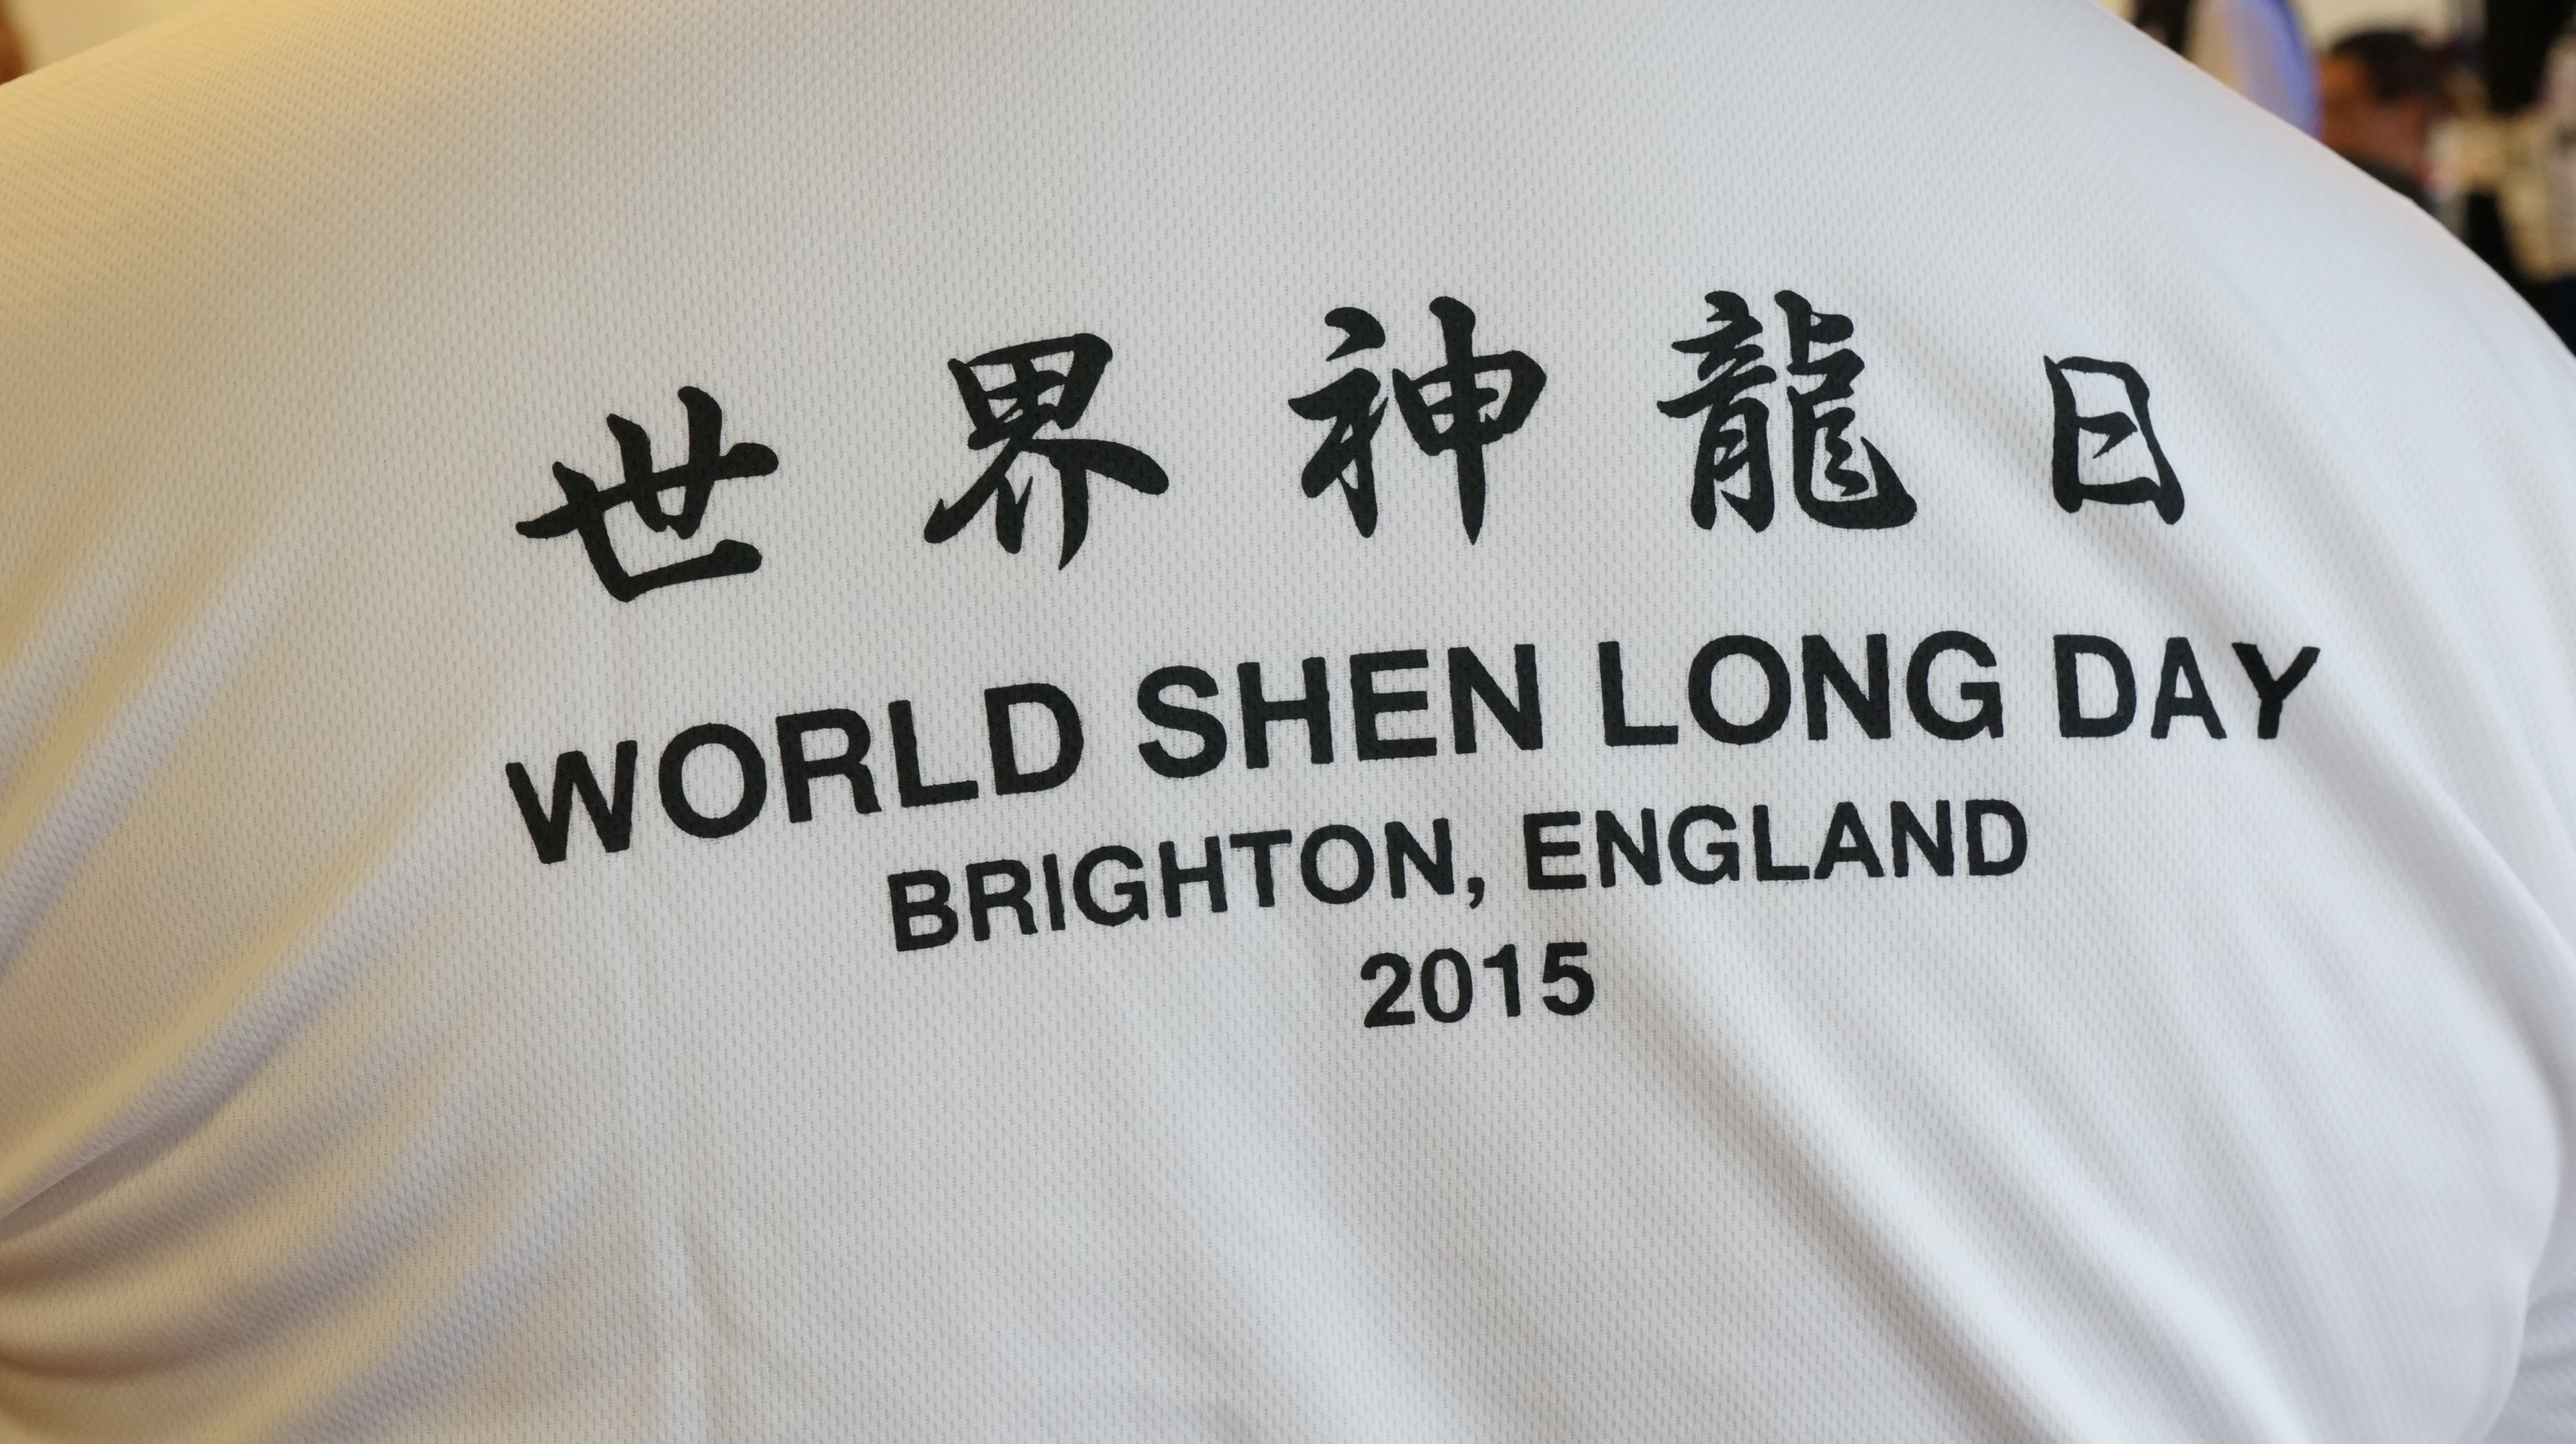 世界神龍日
WORLD SHEN LONG DAY
BRIGHTON, ENGLAND
2015